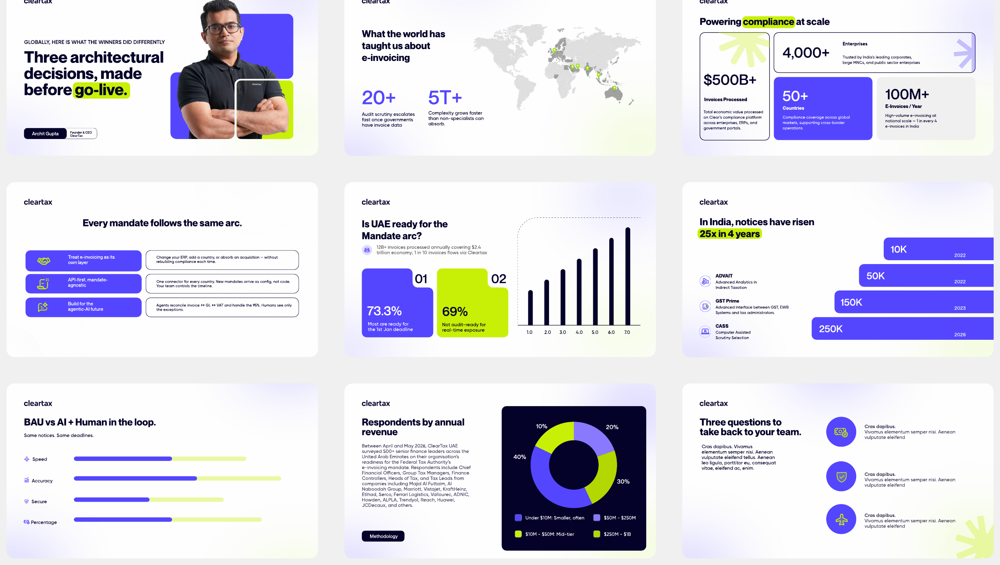 cleartax
GLOBALLY, HERE IS WHAT THE WINNERS DID DIFFERENTLY
Three architectural
decisions, made
before go-live.
cleartax
Archit Gupta
Founder & CEO
ClearTax
cleartax
What the world has
taught us about
e-invoicing
20+
Audit scrutiny escalates
fast once governments
have invoice data
5T+
Complexity grows faster
than non-specialists can
absorb.
cleartax
Powering compliance at scale
$500B+
Invoices Processed
Total economic value processed
on Clear's compliance platform
across enterprises, ERPs, and
government portals.
4,000+
Enterprises
Trusted by India's leading corporates,
large MNCs, and public sector enterprises
50+
Countries
Compliance coverage across global
markets, supporting cross-border
operations
100M+
E-Invoices / Year
High-volume e-invoicing at
national scale — 1 in every 4
e-invoices in India
cleartax
Every mandate follows the same arc.
Treat e-invoicing as its
own layer
Change your ERP, add a country, or absorb an acquisition — without
rebuilding compliance each time.
API-first, mandate-
agnostic
One connector for every country. New mandates arrive as config, not code.
Your team controls the timeline.
Build for the
agentic-AI future
Agents reconcile invoice ↔ GL ↔ VAT and handle the 95%. Humans see only
the exceptions.
cleartax
Is UAE ready for the
Mandate arc?
12B+ invoices processed annually covering $2.4
trillion economy; 1 in 10 invoices flows via Cleartax
01
73.3%
Most are ready for
the 1st Jan deadline
02
69%
Not audit-ready for
real-time exposure
1.0 2.0 3.0 4.0 5.0 6.0 7.0
cleartax
In India, notices have risen
25x in 4 years
ADVAIT
Advanced Analytics in
Indirect Taxation
GST Prime
Advanced interface between GST, EWB
Systems and tax administrators.
CASS
Computer Assisted
Scrutiny Selection
10K
2022
50K
2022
150K
2023
250K
2026
cleartax
BAU vs AI + Human in the loop.
Same notices. Same deadlines.
Speed
Accuracy
Secure
Percentage
cleartax
Respondents by annual
revenue
Between April and May 2026, ClearTax UAE
surveyed 500+ senior finance leaders across the
United Arab Emirates on their organisation's
readiness for the Federal Tax Authority's
e-invoicing mandate. Respondents include Chief
Financial Officers, Group Tax Managers, Finance
Controllers, Heads of Tax, and Tax Leads from
companies including Majid Al Futtaim, Al
Naboodah Group, Marriott, Vistajet, KraftHeinz,
Etihad, Serco, Ferrari Logistics, Vallourec, ADNIC,
Howden, ALPLA, Trendyol, Reach, Huawei,
JCDecaux, and others.
Methodology
10%
20%
40%
30%
Under $10M: Smaller, often
$50M - $250M
$10M - $50M: Mid-tier
$250M - $1B
cleartax
Three questions to
take back to your team.
Cras dapibus. Vivamus
elementum semper nisi. Aenean
vulputate eleifend tellus. Aenean
leo ligula, porttitor eu, consequat
vitae, eleifend ac, enim.
Cras dapibus.
Vivamus elementum semper nisi. Aenean
vulputate eleifend
Cras dapibus.
Vivamus elementum semper nisi. Aenean
vulputate eleifend
Cras dapibus.
Vivamus elementum semper nisi. Aenean
vulputate eleifend